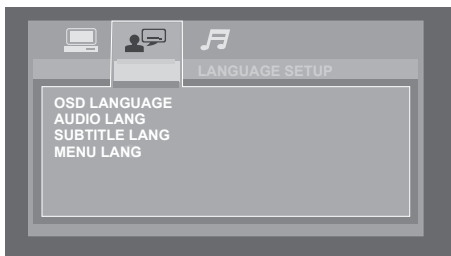 LANGUAGE SETUP
OSD LANGUAGE
AUDIO LANG
SUBTITLE LANG
MENU LANG